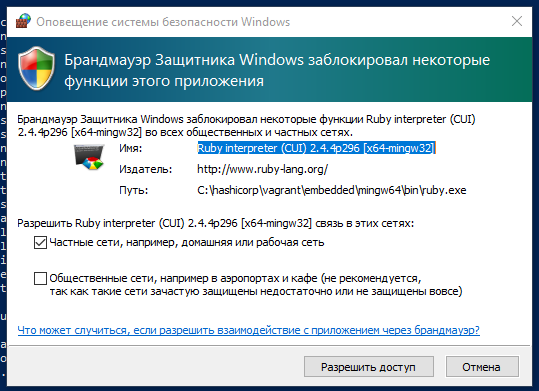 Оповещение системы безопасности Windows
Брандмауэр Защитника Windows заблокировал некоторые
функции этого приложения
Брандмауэр Защитника Windows заблокировал некоторые функции Ruby interpreter (CUI)
2.4.4p296 [x64-mingw32] во всех общественных и частных сетях.
Имя: Ruby interpreter (CUI) 2.4.4p296 [x64-mingw32]
Издатель: http://www.ruby-lang.org/
Путь: C:\hashicorp\vagrant\embedded\mingw64\bin\ruby.exe
Разрешить Ruby interpreter (CUI) 2.4.4p296 [x64-mingw32] связь в этих сетях:
Частные сети, например, домашняя или рабочая сеть
Общественные сети, например в аэропортах и кафе (не рекомендуется,
так как такие сети зачастую защищены недостаточно или не защищены вовсе)
Что может случиться, если разрешить взаимодействие с приложением через брандмауэр?
Разрешить доступ Отмена